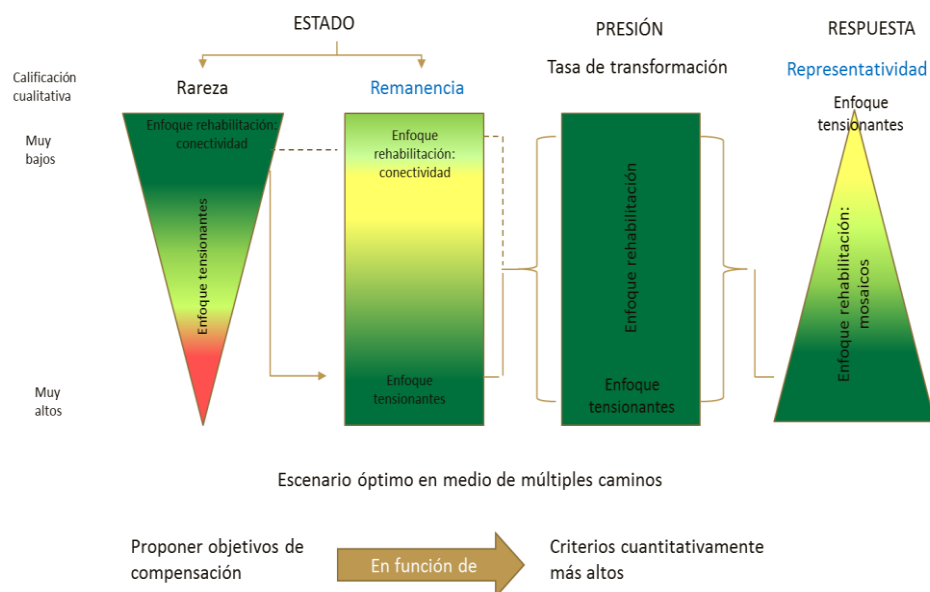 ESTADO
PRESIÓN
RESPUESTA
Calificación
cualitativa
Rareza
Remanencia
Tasa de transformación
Representatividad
Muy
bajos
Enfoque rehabilitación:
conectividad
Enfoque
rehabilitación:
conectividad
Enfoque
tensionantes
Enfoque tensionantes
Enfoque rehabilitación
Enfoque rehabilitación:
mosaicos
Muy
altos
Enfoque
tensionantes
Enfoque
tensionantes
Escenario óptimo en medio de múltiples caminos
Proponer objetivos de
compensación
En función de
Criterios cuantitativamente
más altos